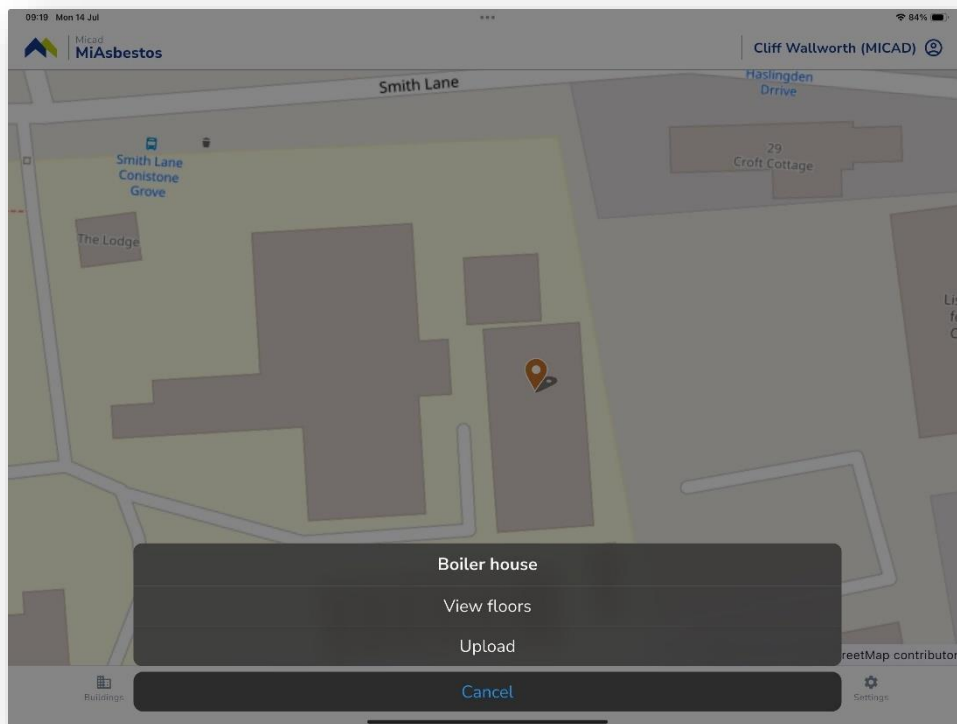 09:19 Mon 14 Jul
84%
Micad
MiAsbestos
Cliff Wallworth (MICAD)
Smith Lane
Haslingden
Drrive
Smith Lane
Conistone
Grove
29
Croft Cottage
The Lodge
Boiler house
View floors
Upload
reetMap contributor
Buildings
Cancel
Settings